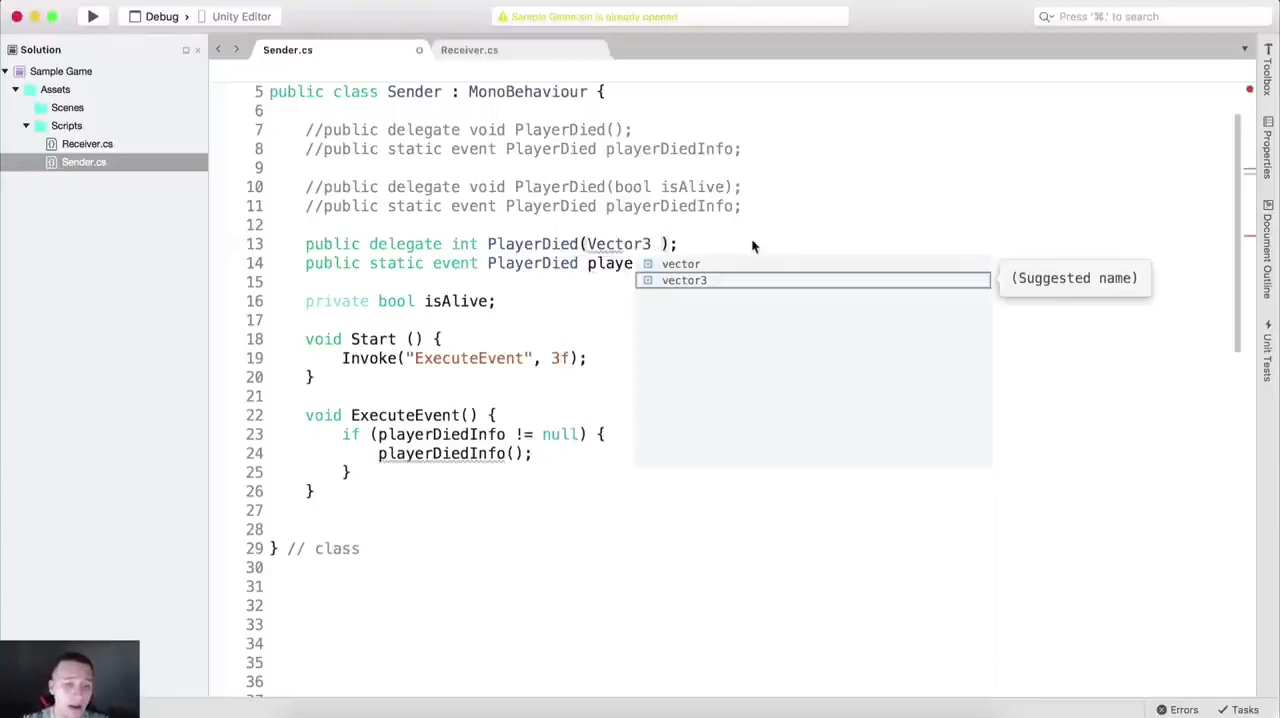 Debug
Unity Editor
Sample Game.sln is already opened
Press '⌘.' to search
Solution
Sender.cs
Receiver.cs
Sample Game
Assets
Scenes
Scripts
Receiver.cs
Sender.cs
5 public class Sender : MonoBehaviour {
6
7 //public delegate void PlayerDied();
8 //public static event PlayerDied playerDiedInfo;
9
10 //public delegate void PlayerDied(bool isAlive);
11 //public static event PlayerDied playerDiedInfo;
12
13 public delegate int PlayerDied(Vector3 );
14 public static event PlayerDied playe
15
16 private bool isAlive;
17
18 void Start () {
19 Invoke("ExecuteEvent", 3f);
20 }
21
22 void ExecuteEvent() {
23 if (playerDiedInfo != null) {
24 playerDiedInfo();
25 }
26 }
27
28
29 } // class
30
31
32
33
34
35
36
vector
vector3
(Suggested name)
Toolbox
Properties
Document Outline
Unit Tests
Errors
Tasks